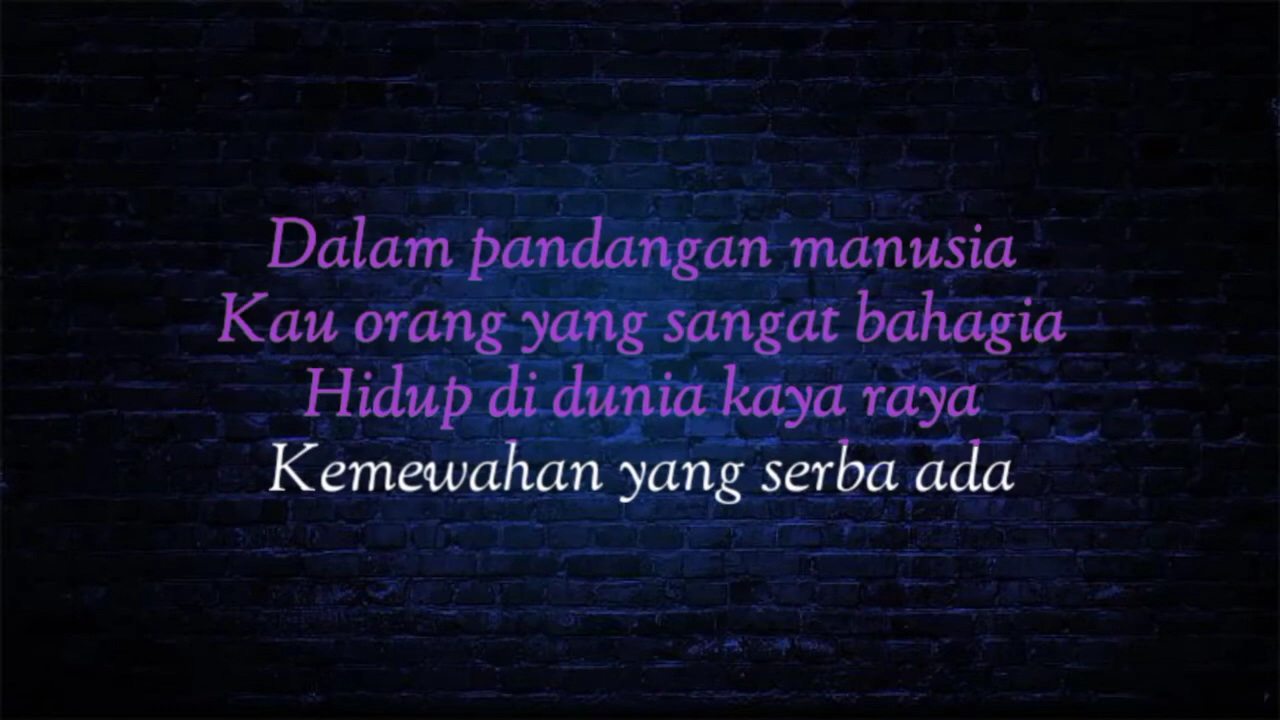 Dalam pandangan manusia
Kau orang yang sangat bahagia
Hidup di dunia kaya raya
Kemewahan yang serba ada